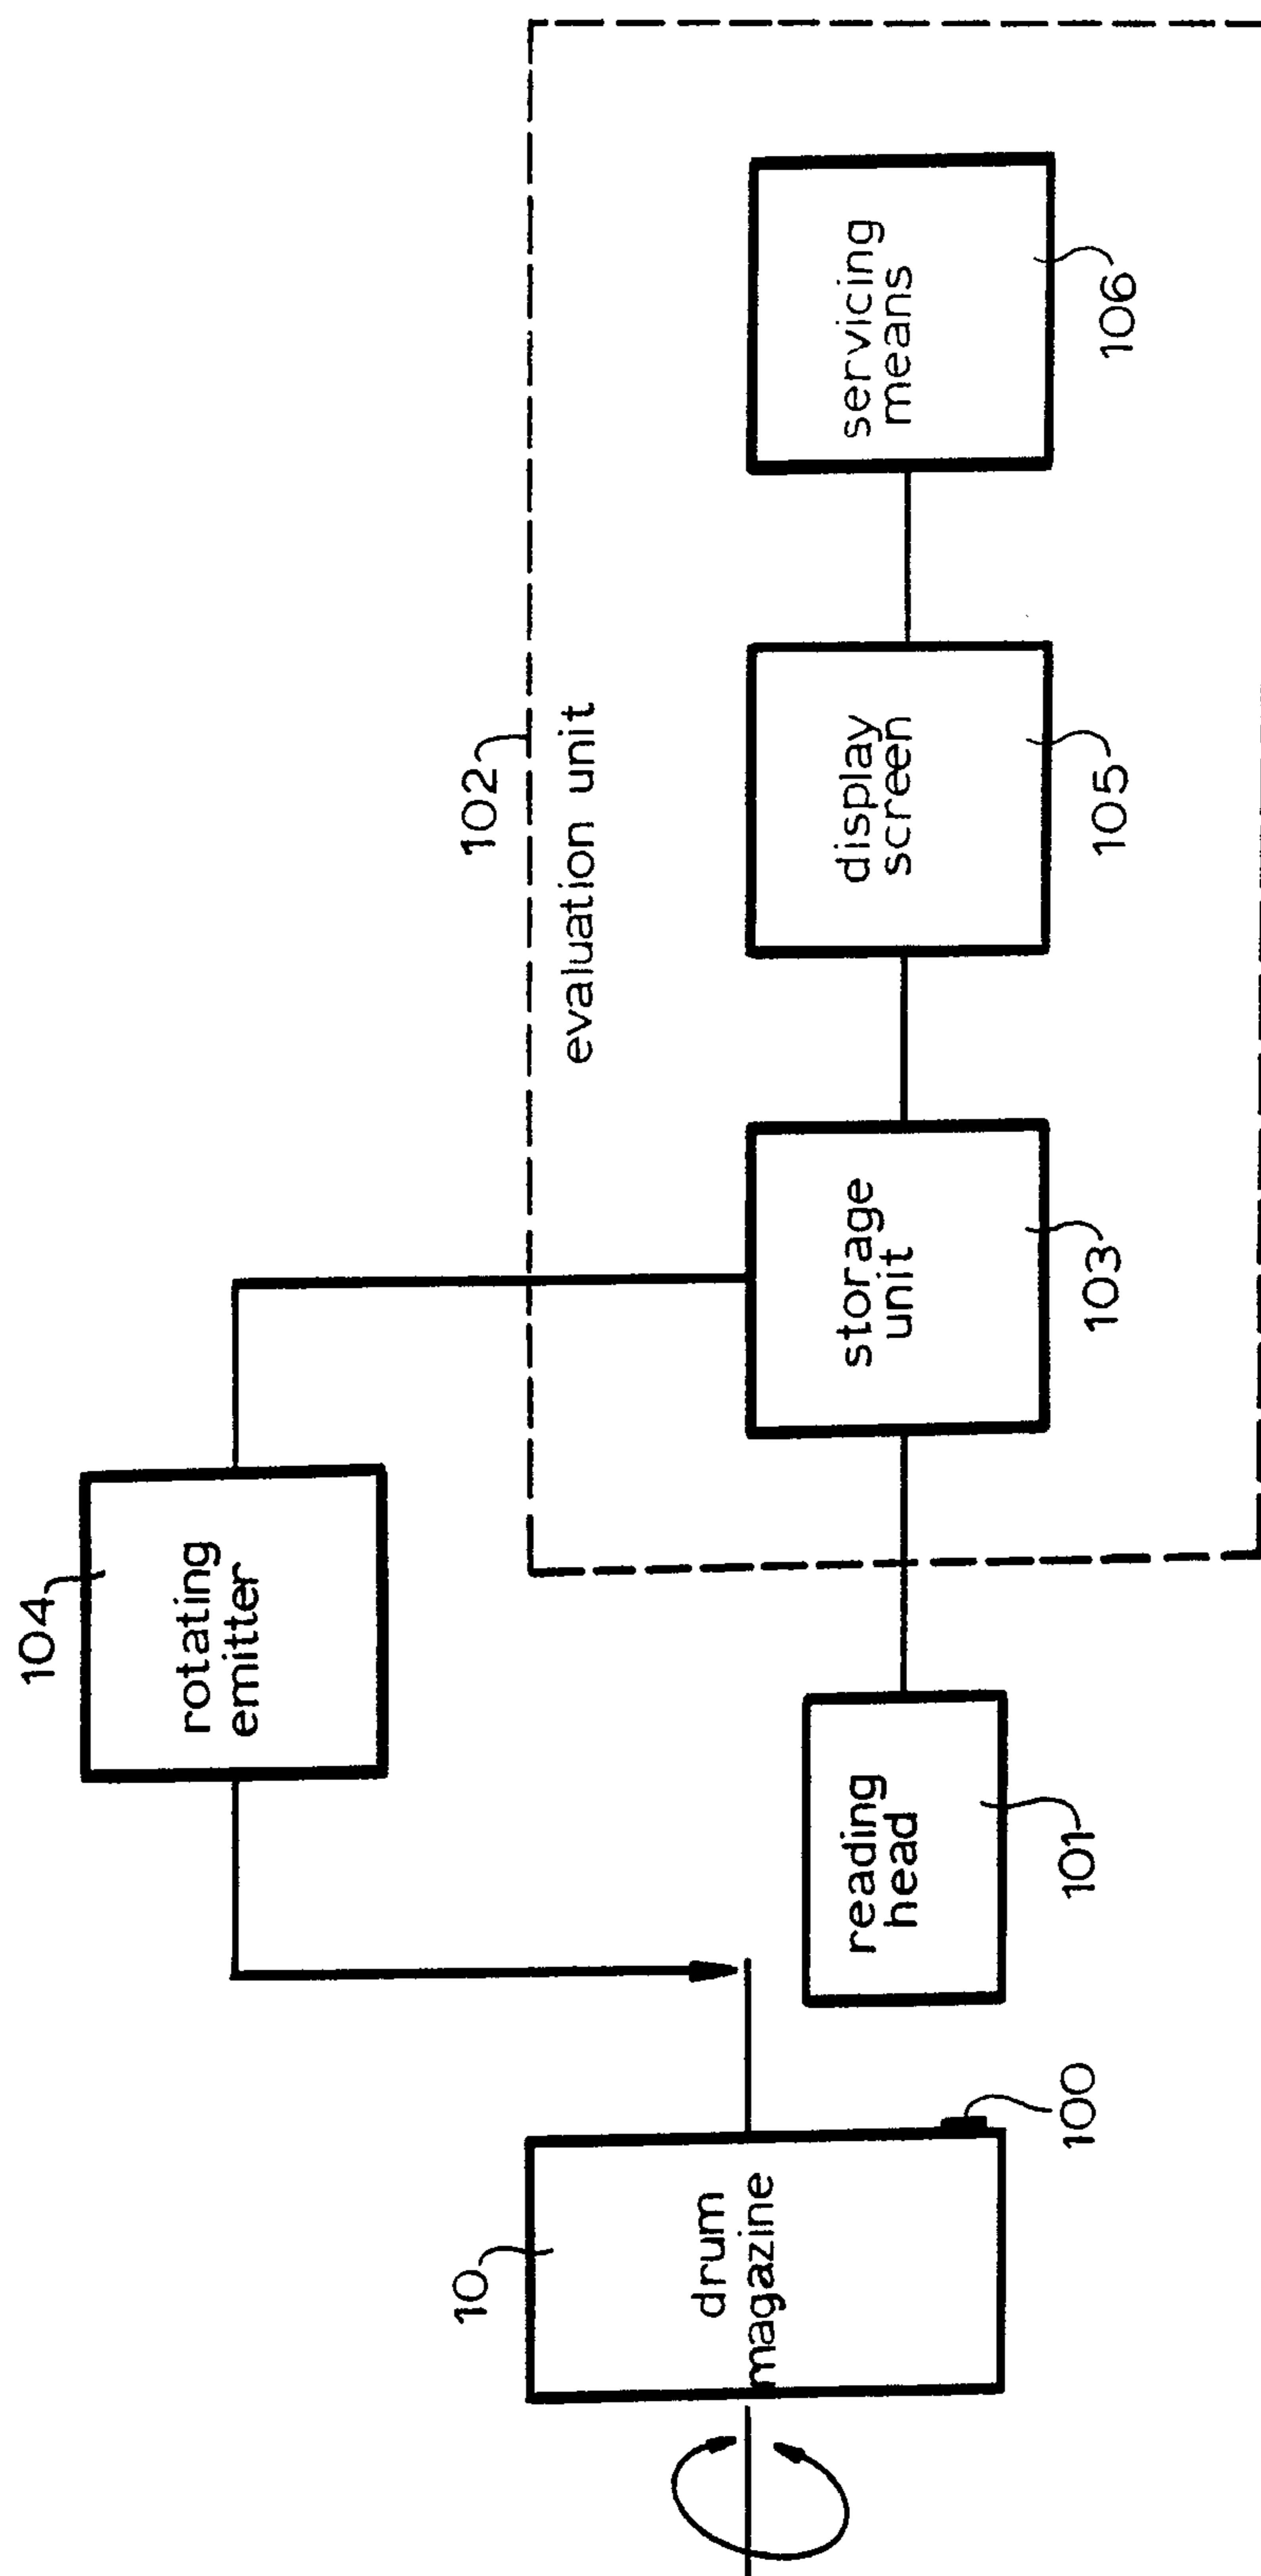 104
rotating
emitter
102
evaluation unit
10
drum
magazine
100
reading
head
101
storage
unit
103
display
screen
105
servicing
means
106